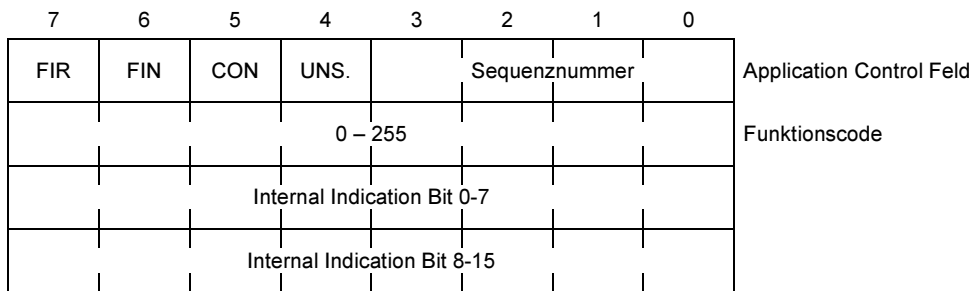 7 6 5 4 3 2 1 0
FIR FIN CON UNS. Sequenznummer Application Control Feld
0 – 255 Funktionscode
Internal Indication Bit 0-7
Internal Indication Bit 8-15